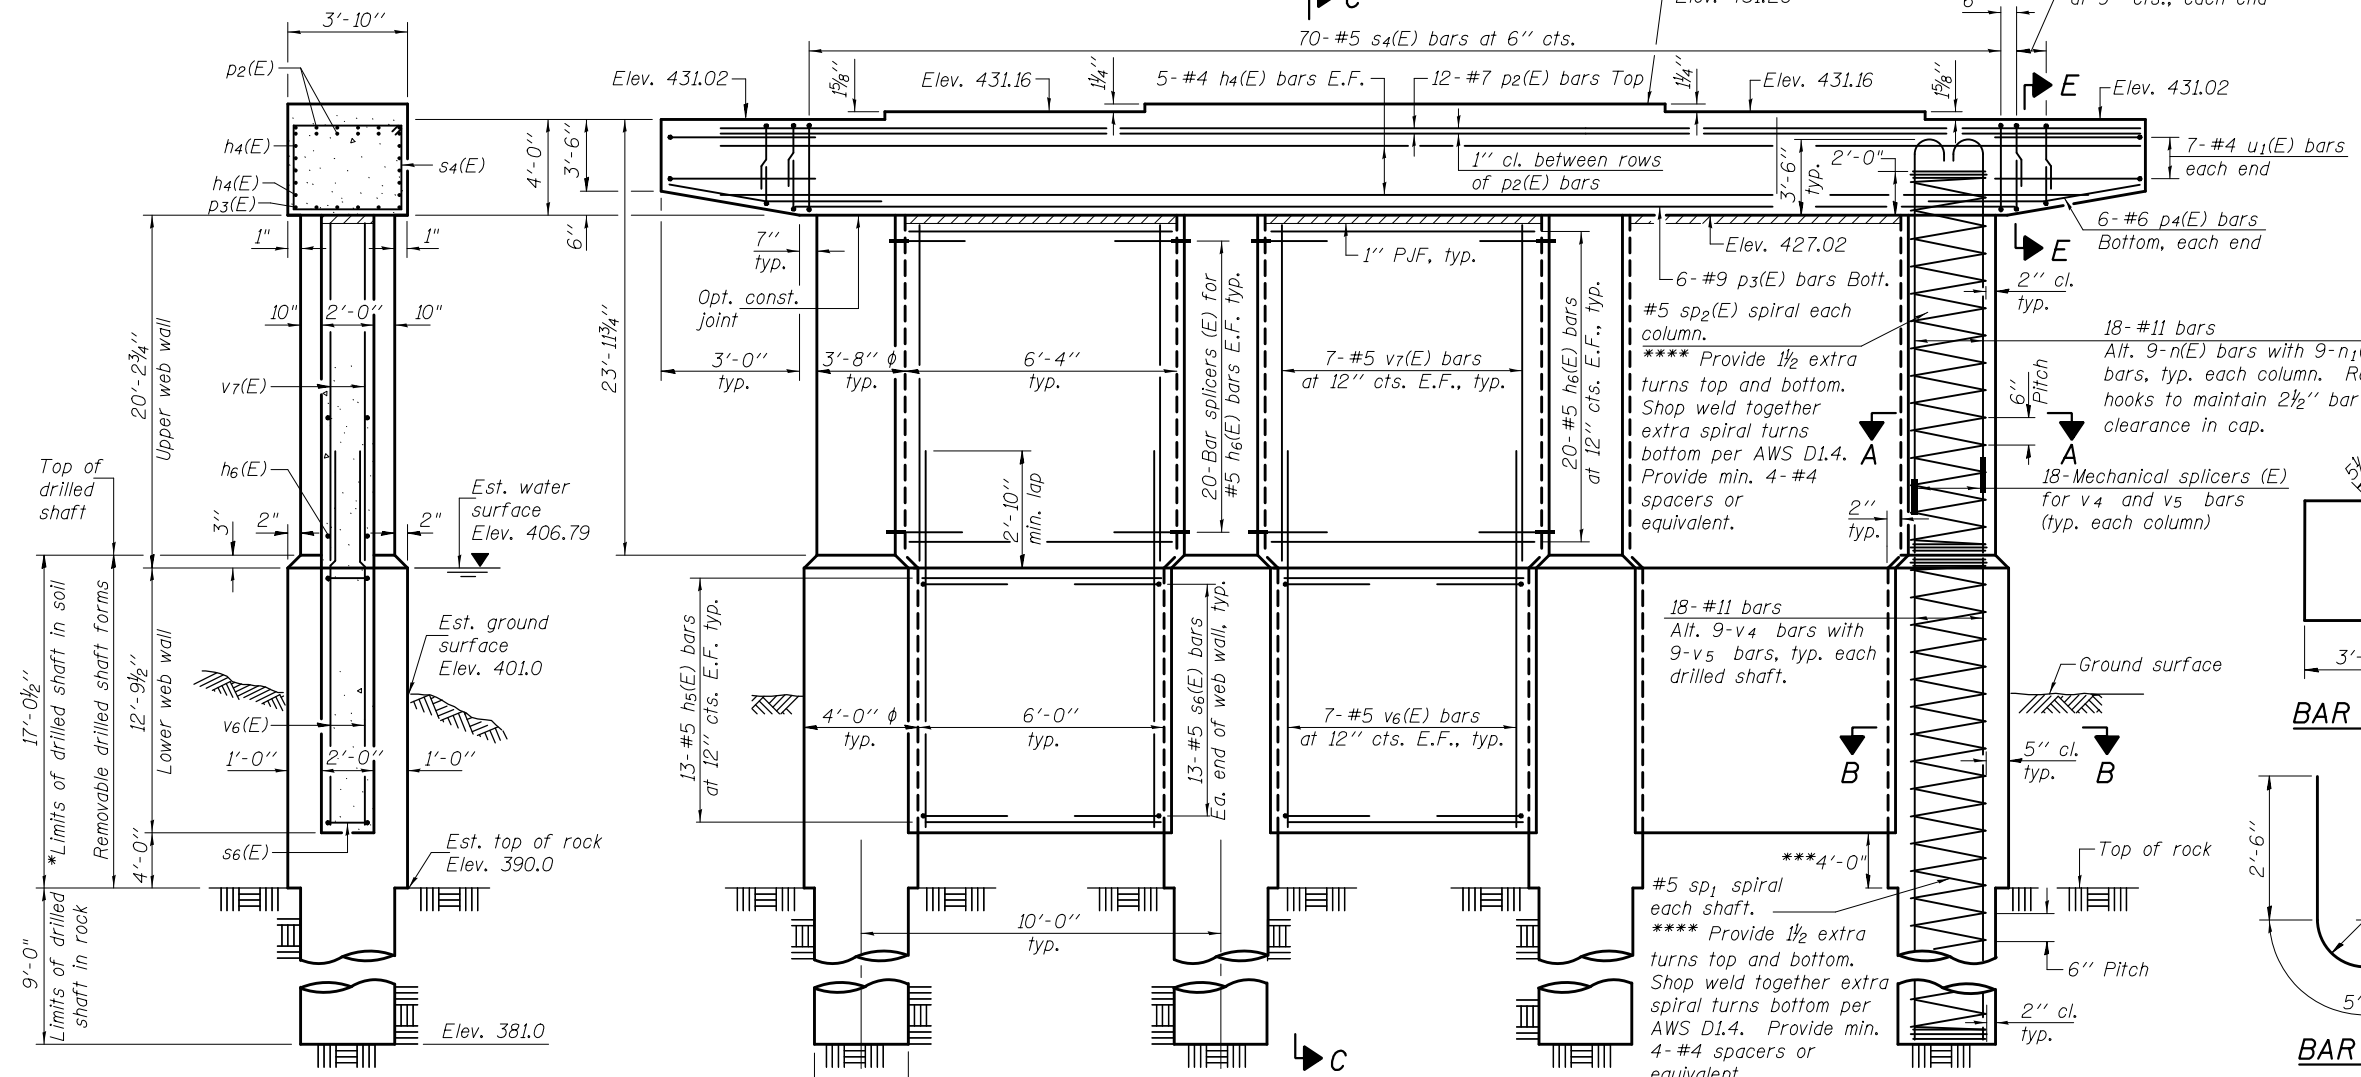 3'-10"
p2(E)
h4(E)
h4(E)
p3(E)
s4(E)
1"
1"
10"
2'-0"
10"
v7(E)
h6(E)
20'-2¾"
Upper web wall
Top of
drilled
shaft
3"
2"
2"
Est. water
surface
Elev. 406.79
Est. ground
surface
Elev. 401.0
17'-0½"
*Limits of drilled shaft in soil
Removable drilled shaft forms
12'-9½"
Lower web wall
v6(E)
1'-0"
2'-0"
1'-0"
4'-0"
s6(E)
Est. top of rock
Elev. 390.0
9'-0"
Limits of drilled
shaft in rock
Elev. 381.0
C
70-#5 s4(E) bars at 6" cts.
Elev. 431.02
1⅝"
Elev. 431.16
1¼"
5-#4 h4(E) bars E.F.
12-#7 p2(E) bars Top
1¼"
Elev. 431.16
1⅝"
E
Elev. 431.02
4'-0"
3'-6"
6"
1" cl. between rows
of p2(E) bars
3'-6"
typ.
2'-0"
7-#4 u1(E) bars
each end
6-#6 p4(E) bars
Bottom, each end
E
7"
typ.
Opt. const.
joint
1" PJF, typ.
Elev. 427.02
6-#9 p3(E) bars Bott.
2" cl.
typ.
23'-11¾"
3'-0"
typ.
3'-8" ϕ
typ.
6'-4"
typ.
20-Bar splicers (E) for
#5 h6(E) bars E.F. typ.
7-#5 v7(E) bars
at 12" cts. E.F., typ.
20-#5 h6(E) bars
at 12" cts. E.F., typ.
#5 sp2(E) spiral each
column.
**** Provide 1½ extra
turns top and bottom.
Shop weld together
extra spiral turns
bottom per AWS D1.4.
Provide min. 4-#4
spacers or
equivalent.
18-#11 bars
Alt. 9-n(E) bars with 9-n1
bars, typ. each column.
hooks to maintain 2½" bar
clearance in cap.
6"
Pitch
A
A
18-Mechanical splicers (E)
for v4 and v5 bars
(typ. each column)
2"
typ.
2'-10"
min. lap
13-#5 h5(E) bars
at 12" cts. E.F. typ.
13-#5 s6(E) bars
Ea. end of web wall, typ.
18-#11 bars
Alt. 9-v4 bars with
9-v5 bars, typ. each
drilled shaft.
Ground surface
4'-0" ϕ
typ.
6'-0"
typ.
7-#5 v6(E) bars
at 12" cts. E.F., typ.
B
B
5" cl.
typ.
***4'-0"
Top of rock
10'-0"
typ.
#5 sp1 spiral
each shaft.
**** Provide 1½ extra
turns top and bottom.
Shop weld together extra
spiral turns bottom per
AWS D1.4. Provide min.
4-#4 spacers or
6" Pitch
2" cl.
typ.
C
BAR
2'-6"
BAR